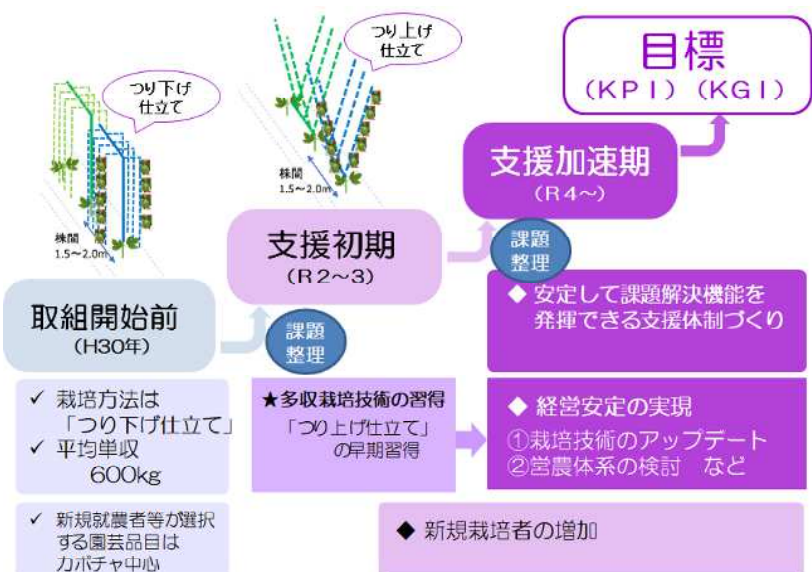 つり下げ
仕立て
株間
1.5～2.0m
つり上げ
仕立て
株間
1.5～2.0m
目標
（KPI）（KGI）
支援加速期
（R4～）
支援初期
（R2～3）
取組開始前
（H30年）
課題
整理
課題
整理
✓ 栽培方法は
「つり下げ仕立て」
✓ 平均単収
600kg
✓ 新規就農者等が選択
する園芸品目は
カボチャ中心
★多収栽培技術の習得
「つり上げ仕立て」
の早期習得
◆ 安定して課題解決機能を
発揮できる支援体制づくり
◆ 経営安定の実現
①栽培技術のアップデート
②営農体系の検討 など
◆ 新規栽培者の増加